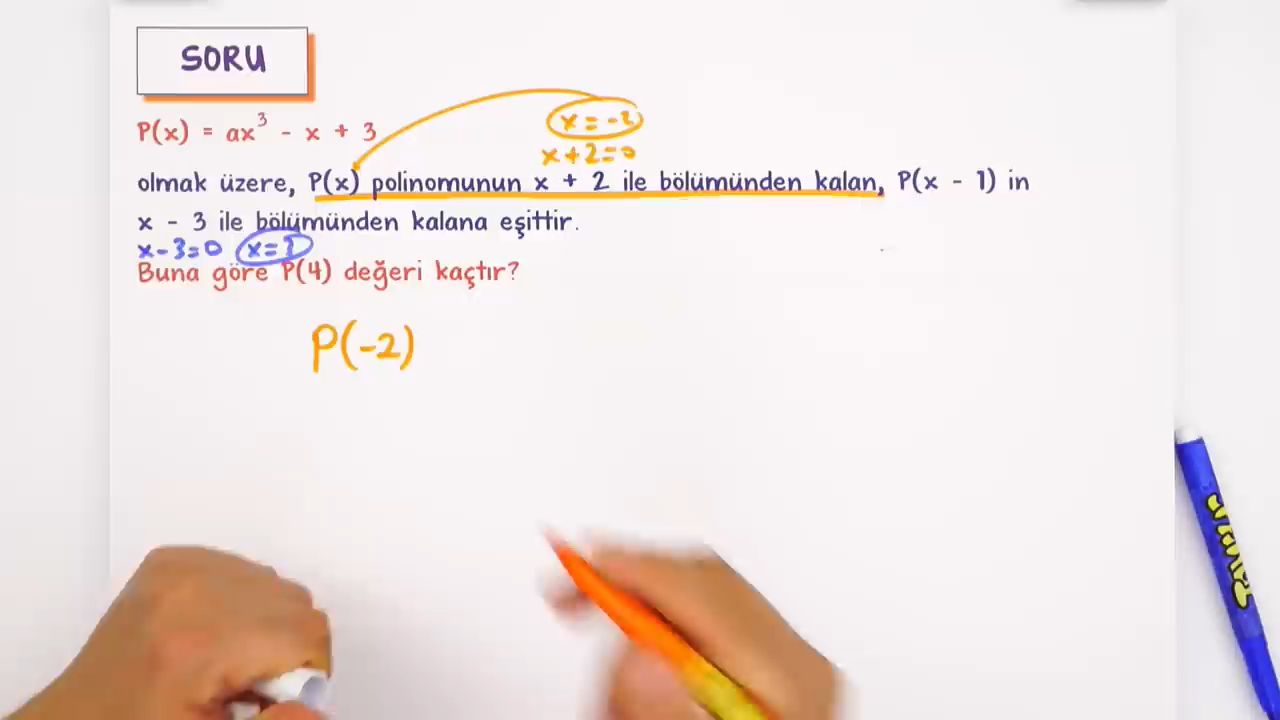 SORU
P(x) = ax³ - x + 3
x = -2
x+2=0
olmak üzere, P(x) polinomunun x + 2 ile bölümünden kalan, P(x - 1) in
x - 3 ile bölümünden kalana eşittir.
x-3=0 x=3
Buna göre P(4) değeri kaçtır?
P(-2)